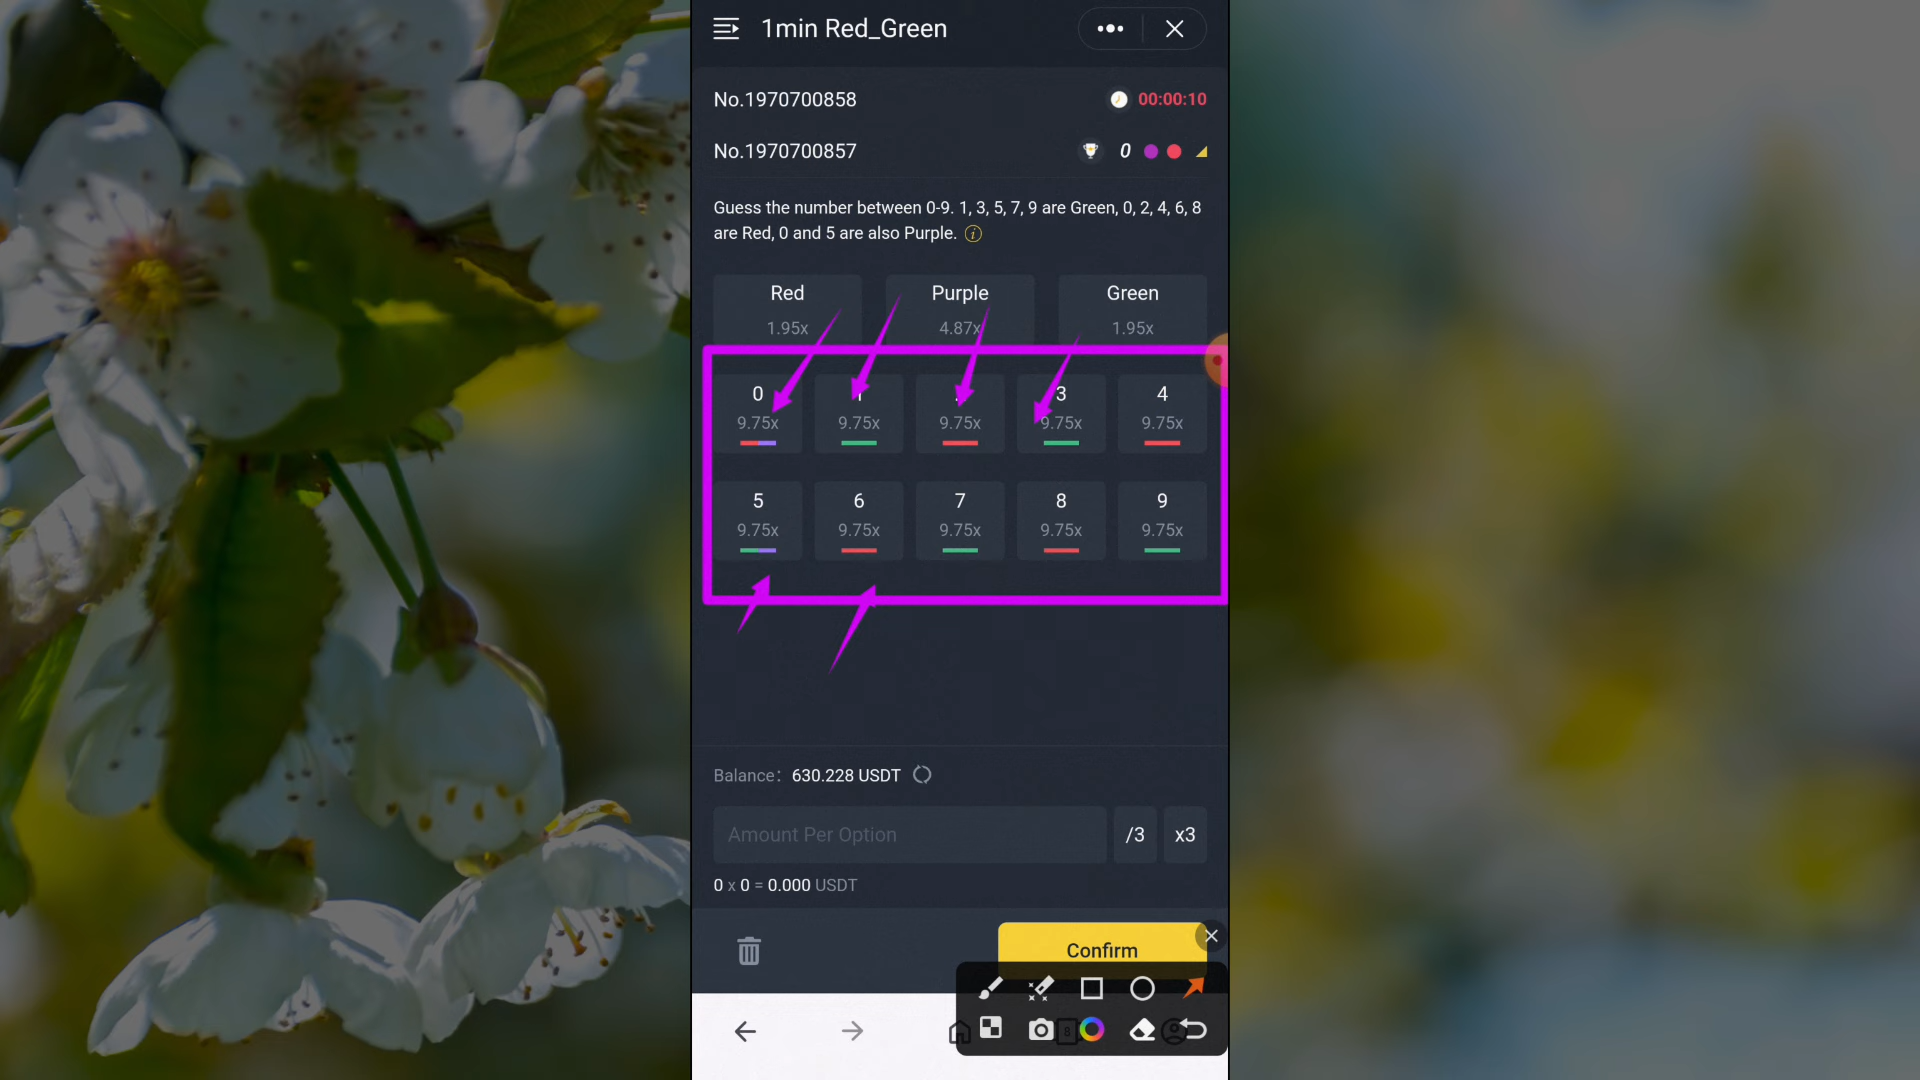 1min Red_Green
No.1970700858 00:00:10
No.1970700857 0
Guess the number between 0-9. 1, 3, 5, 7, 9 are Green, 0, 2, 4, 6, 8
are Red, 0 and 5 are also Purple.
Red Purple Green
1.95x 4.87x 1.95x
0 3 4
9.75x 9.75x 9.75x 9.75x 9.75x
5 6 7 8 9
9.75x 9.75x 9.75x 9.75x 9.75x
Balance: 630.228 USDT
Amount Per Option /3 x3
0 x 0 = 0.000 USDT
Confirm
8